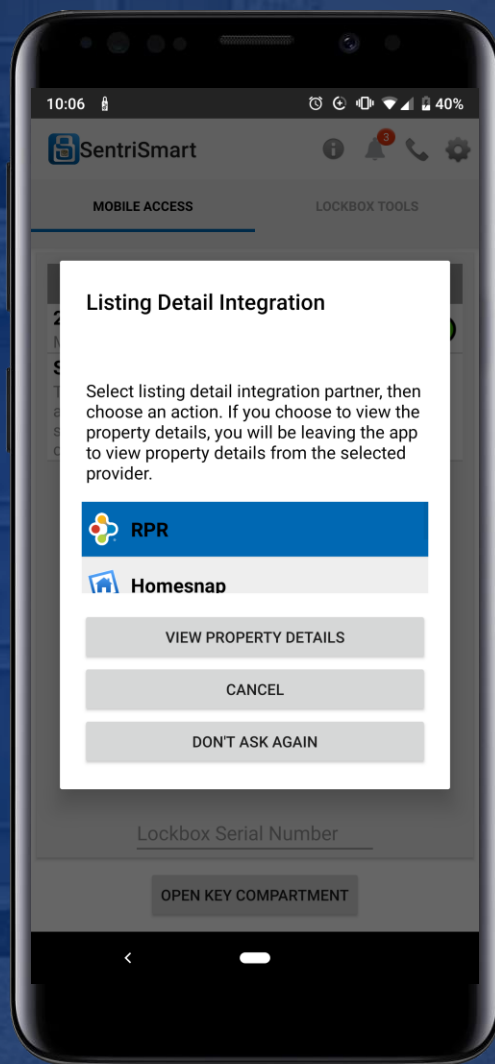 10:06
40%
SentriSmart
3
MOBILE ACCESS
LOCKBOX TOOLS
Listing Detail Integration
Select listing detail integration partner, then
choose an action. If you choose to view the
property details, you will be leaving the app
to view property details from the selected
provider.
RPR
Homesnap
VIEW PROPERTY DETAILS
CANCEL
DON'T ASK AGAIN
Lockbox Serial Number
OPEN KEY COMPARTMENT